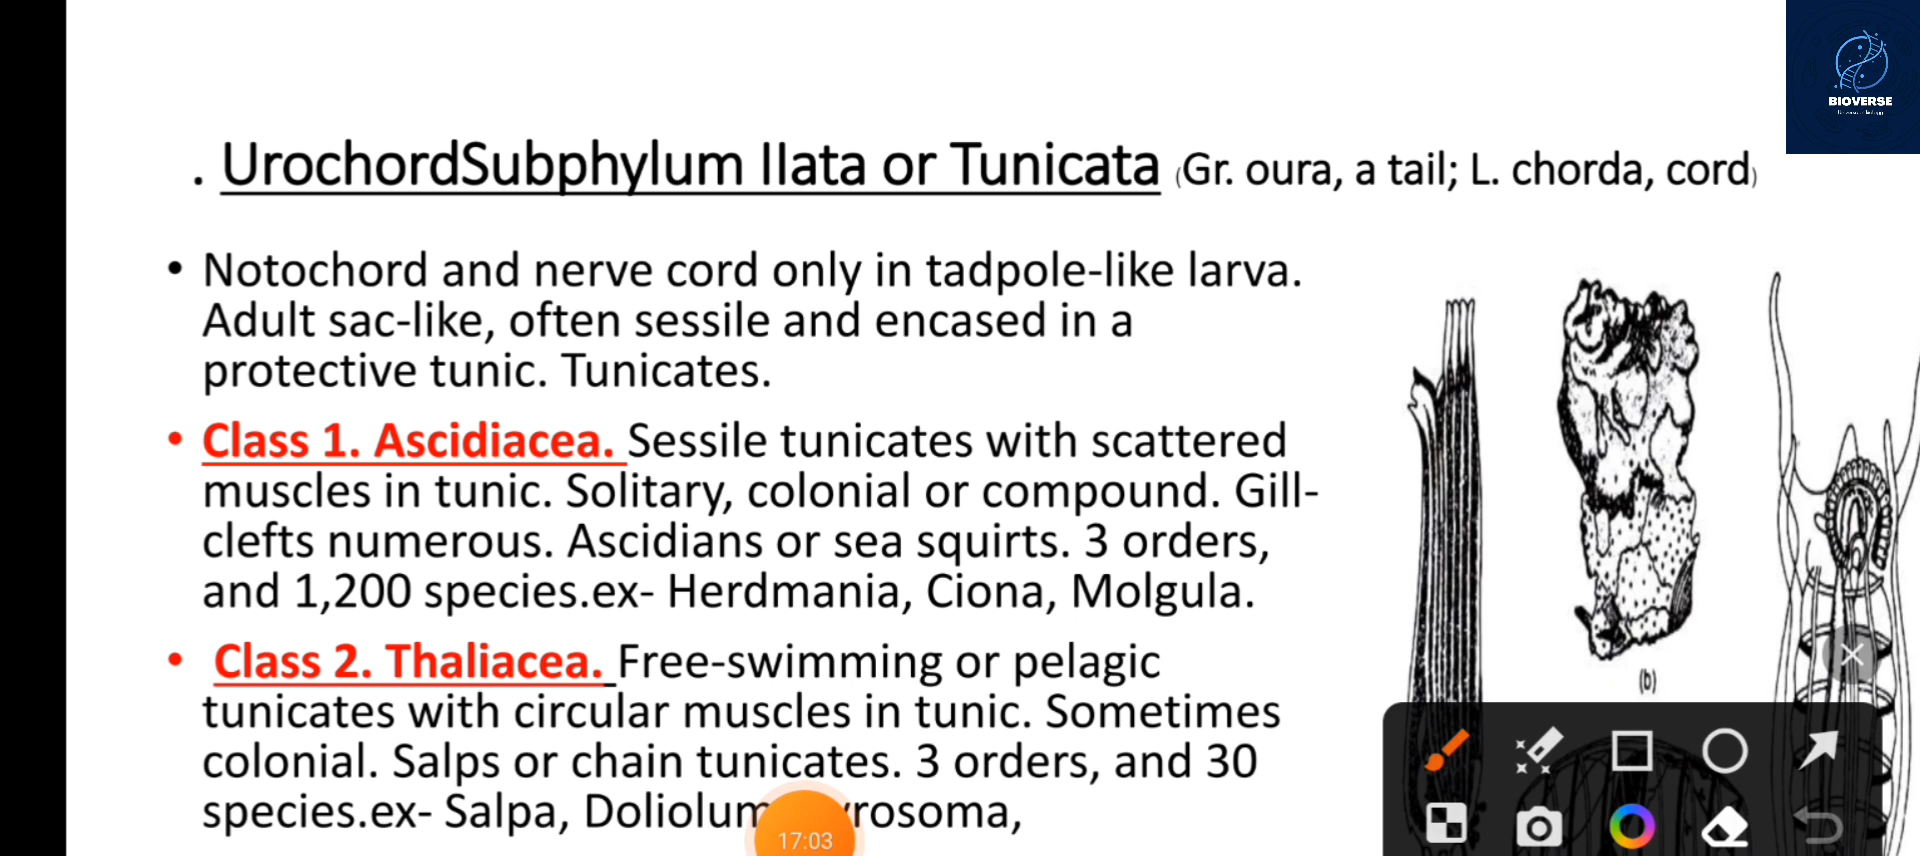 BIOVERSE
. UrochordSubphylum IIata or Tunicata (Gr. oura, a tail; L. chorda, cord)
• Notochord and nerve cord only in tadpole-like larva.
Adult sac-like, often sessile and encased in a
protective tunic. Tunicates.
• Class 1. Ascidiacea. Sessile tunicates with scattered
muscles in tunic. Solitary, colonial or compound. Gill-
clefts numerous. Ascidians or sea squirts. 3 orders,
and 1,200 species.ex- Herdmania, Ciona, Molgula.
• Class 2. Thaliacea. Free-swimming or pelagic
tunicates with circular muscles in tunic. Sometimes
colonial. Salps or chain tunicates. 3 orders, and 30
species.ex- Salpa,
(b)
17:03